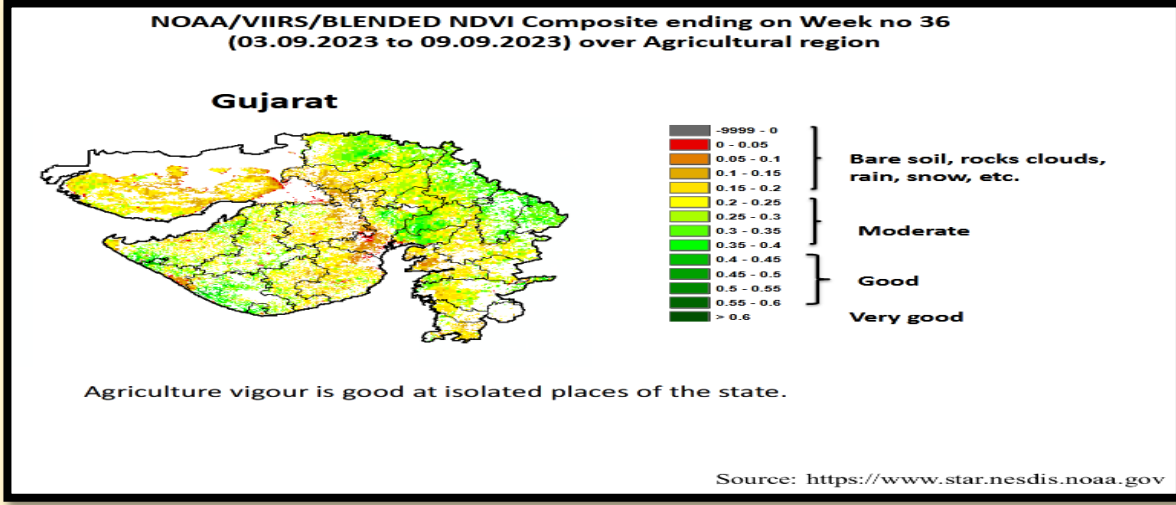 NOAA/VIIRS/BLENDED NDVI Composite ending on Week no 36
(03.09.2023 to 09.09.2023) over Agricultural region
Gujarat
-9999 - 0
0 - 0.05
0.05 - 0.1
0.1 - 0.15
0.15 - 0.2
0.2 - 0.25
0.25 - 0.3
0.3 - 0.35
0.35 - 0.4
0.4 - 0.45
0.45 - 0.5
0.5 - 0.55
0.55 - 0.6
> 0.6
Bare soil, rocks clouds,
rain, snow, etc.
Moderate
Good
Very good
Agriculture vigour is good at isolated places of the state.
Source: https://www.star.nesdis.noaa.gov